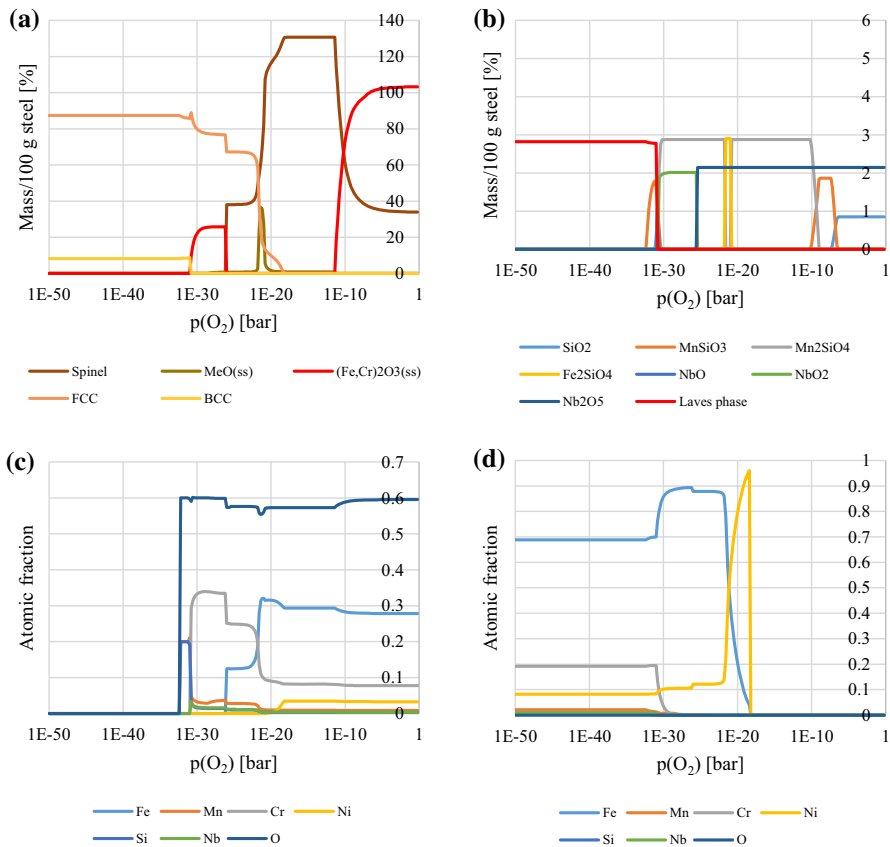 (a)
Mass/100 g steel [%]
140
120
100
80
60
40
20
0
1E-50 1E-40 1E-30 1E-20 1E-10 1
p(O2) [bar]
Spinel MeO(ss) (Fe,Cr)2O3(ss)
FCC BCC
(b)
Mass/100 g steel [%]
6
5
4
3
2
1
0
1E-50 1E-40 1E-30 1E-20 1E-10 1
p(O2) [bar]
SiO2 MnSiO3 Mn2SiO4
Fe2SiO4 NbO NbO2
Nb2O5 Laves phase
(c)
Atomic fraction
0.7
0.6
0.5
0.4
0.3
0.2
0.1
0
1E-50 1E-40 1E-30 1E-20 1E-10 1
p(O2) [bar]
Fe Mn Cr Ni
Si Nb O
(d)
Atomic fraction
1
0.9
0.8
0.7
0.6
0.5
0.4
0.3
0.2
0.1
0
1E-50 1E-40 1E-30 1E-20 1E-10 1
p(O2) [bar]
Fe Mn Cr Ni
Si Nb O